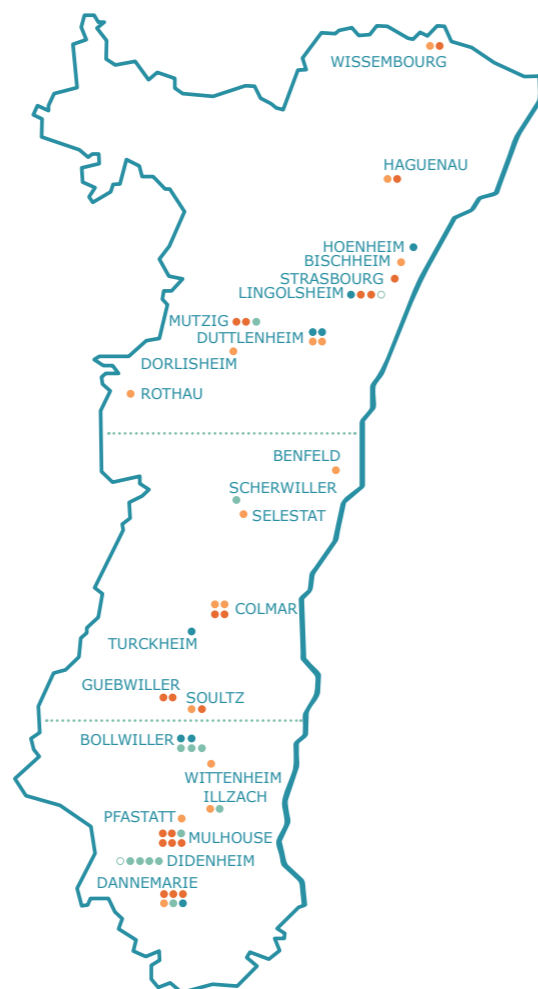 WISSEMBOURG
HAGUENAU
HOENHEIM
BISCHHEIM
STRASBOURG
LINGOLSHEIM
MUTZIG
DUTTLENHEIM
DORLISHEIM
ROTHAU
BENFELD
SCHERWILLER
SELESTAT
COLMAR
TURCKHEIM
GUEBWILLER
SOULTZ
BOLLWILLER
WITTENHEIM
ILLZACH
PFASTATT
MULHOUSE
DIDENHEIM
DANNEMARIE